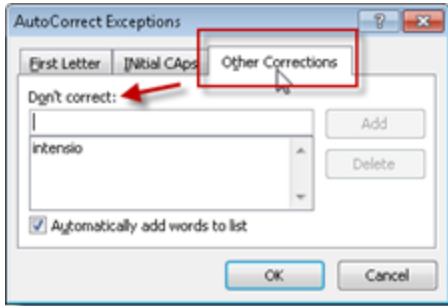 AutoCorrect Exceptions
First Letter INitial CAps Other Corrections
Don't correct:
Add
intensio
Delete
Automatically add words to list
OK Cancel